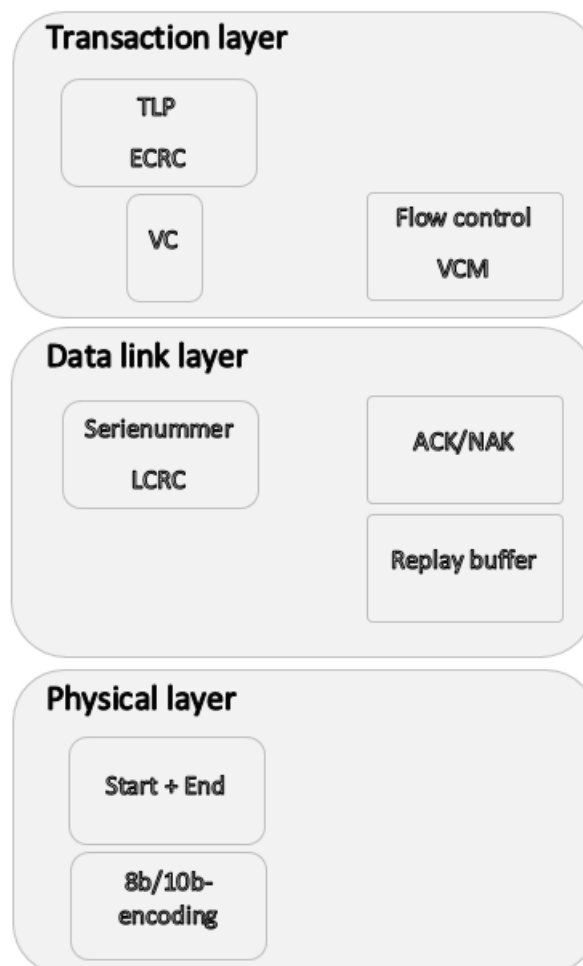 Transaction layer
TLP
ECRC
VC
Flow control
VCM
Data link layer
Serienummer
LCRC
ACK/NAK
Replay buffer
Physical layer
Start + End
8b/10b-
encoding